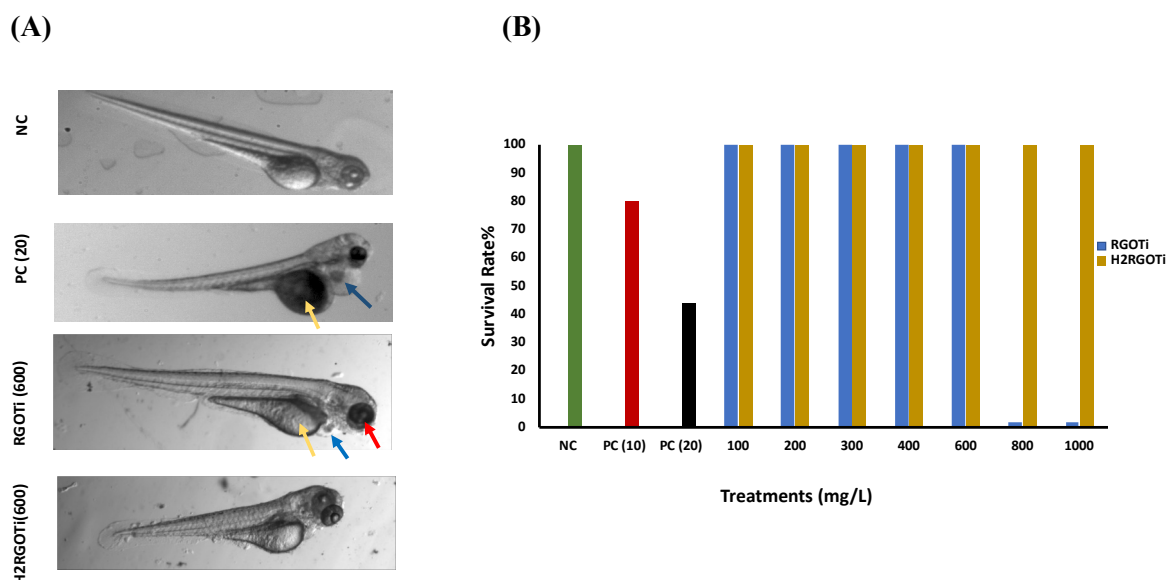 (A)
(B)
NC
PC (20)
RGOTi (600)
H2RGOTi(600)
Survival Rate%
100
90
80
70
60
50
40
30
20
10
0
NC PC (10) PC (20) 100 200 300 400 600 800 1000
Treatments (mg/L)
RGOTi
H2RGOTi